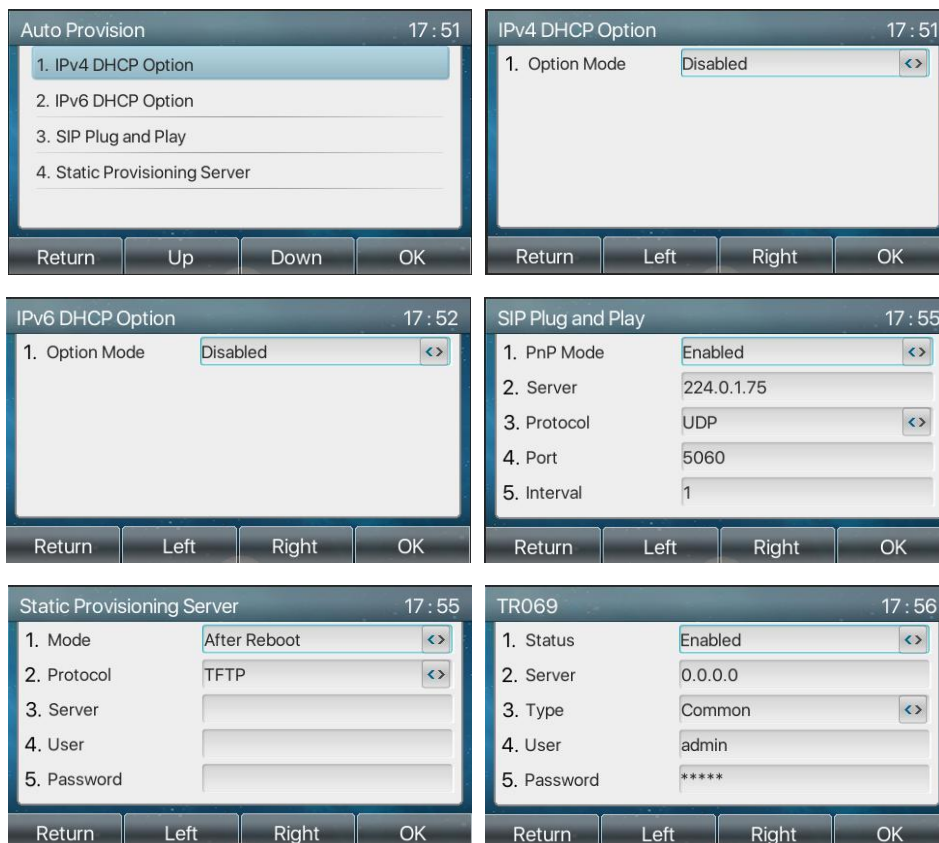 Auto Provision 17 : 51
1. IPv4 DHCP Option
2. IPv6 DHCP Option
3. SIP Plug and Play
4. Static Provisioning Server
Return Up Down OK
IPv4 DHCP Option 17 : 51
1. Option Mode Disabled <>
Return Left Right OK
IPv6 DHCP Option 17 : 52
1. Option Mode Disabled <>
Return Left Right OK
SIP Plug and Play 17 : 55
1. PnP Mode Enabled <>
2. Server 224.0.1.75
3. Protocol UDP <>
4. Port 5060
5. Interval 1
Return Left Right OK
Static Provisioning Server 17 : 55
1. Mode After Reboot <>
2. Protocol TFTP <>
3. Server
4. User
5. Password
Return Left Right OK
TR069 17 : 56
1. Status Enabled <>
2. Server 0.0.0.0
3. Type Common <>
4. User admin
5. Password *****
Return Left Right OK